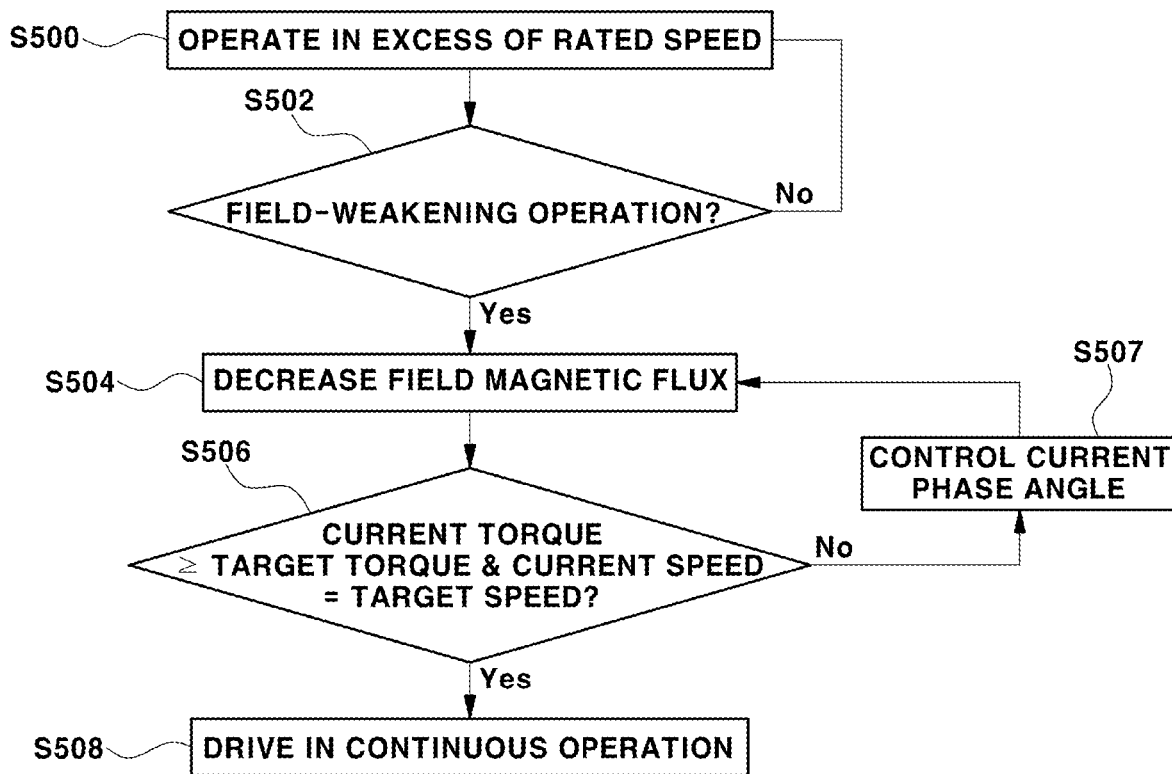 S500
OPERATE IN EXCESS OF RATED SPEED
S502
FIELD-WEAKENING OPERATION?
No
Yes
S504
DECREASE FIELD MAGNETIC FLUX
S507
CONTROL CURRENT
PHASE ANGLE
S506
CURRENT TORQUE
≥ TARGET TORQUE & CURRENT SPEED
= TARGET SPEED?
No
Yes
S508
DRIVE IN CONTINUOUS OPERATION